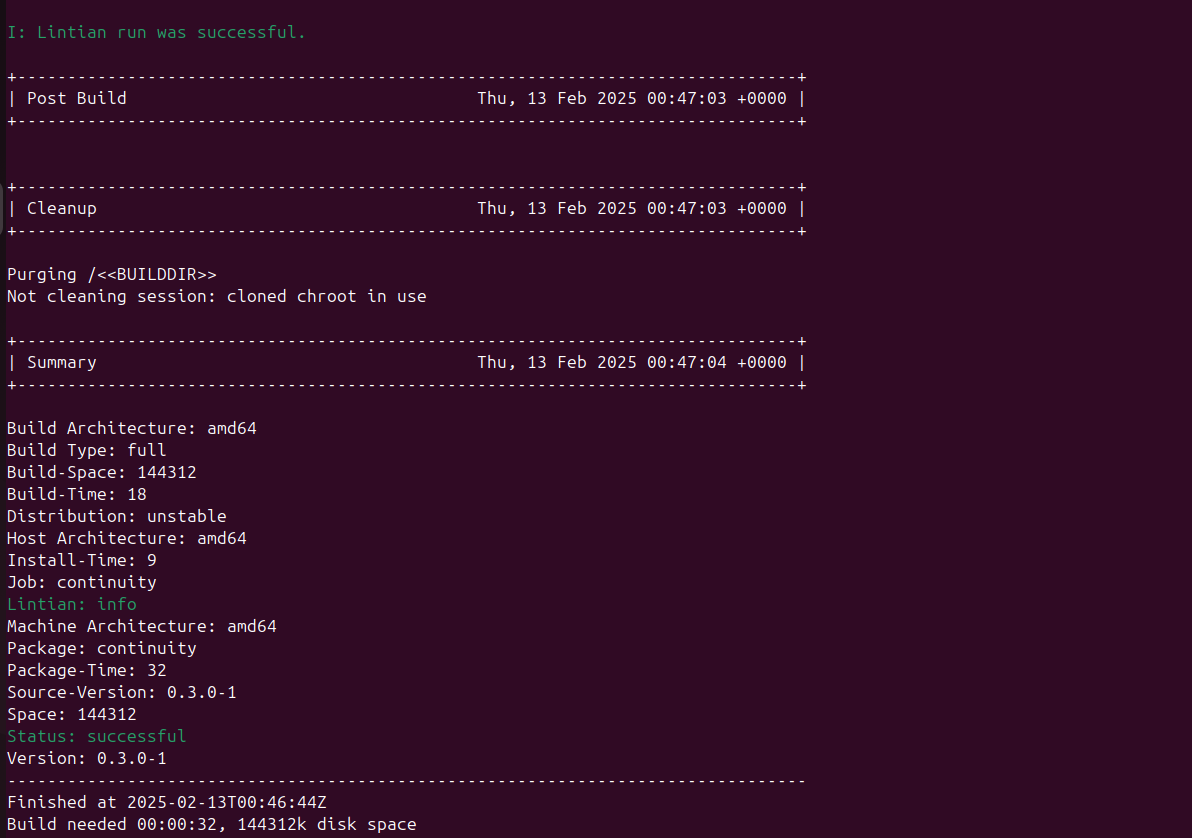 I: Lintian run was successful.
+------------------------------------------------------------------------------+
| Post Build                                   Thu, 13 Feb 2025 00:47:03 +0000 |
+------------------------------------------------------------------------------+
+------------------------------------------------------------------------------+
| Cleanup                                      Thu, 13 Feb 2025 00:47:03 +0000 |
+------------------------------------------------------------------------------+
Purging /<<BUILDDIR>>
Not cleaning session: cloned chroot in use
+------------------------------------------------------------------------------+
| Summary                                      Thu, 13 Feb 2025 00:47:04 +0000 |
+------------------------------------------------------------------------------+
Build Architecture: amd64
Build Type: full
Build-Space: 144312
Build-Time: 18
Distribution: unstable
Host Architecture: amd64
Install-Time: 9
Job: continuity
Lintian: info
Machine Architecture: amd64
Package: continuity
Package-Time: 32
Source-Version: 0.3.0-1
Space: 144312
Status: successful
Version: 0.3.0-1
--------------------------------------------------------------------------------
Finished at 2025-02-13T00:46:44Z
Build needed 00:00:32, 144312k disk space